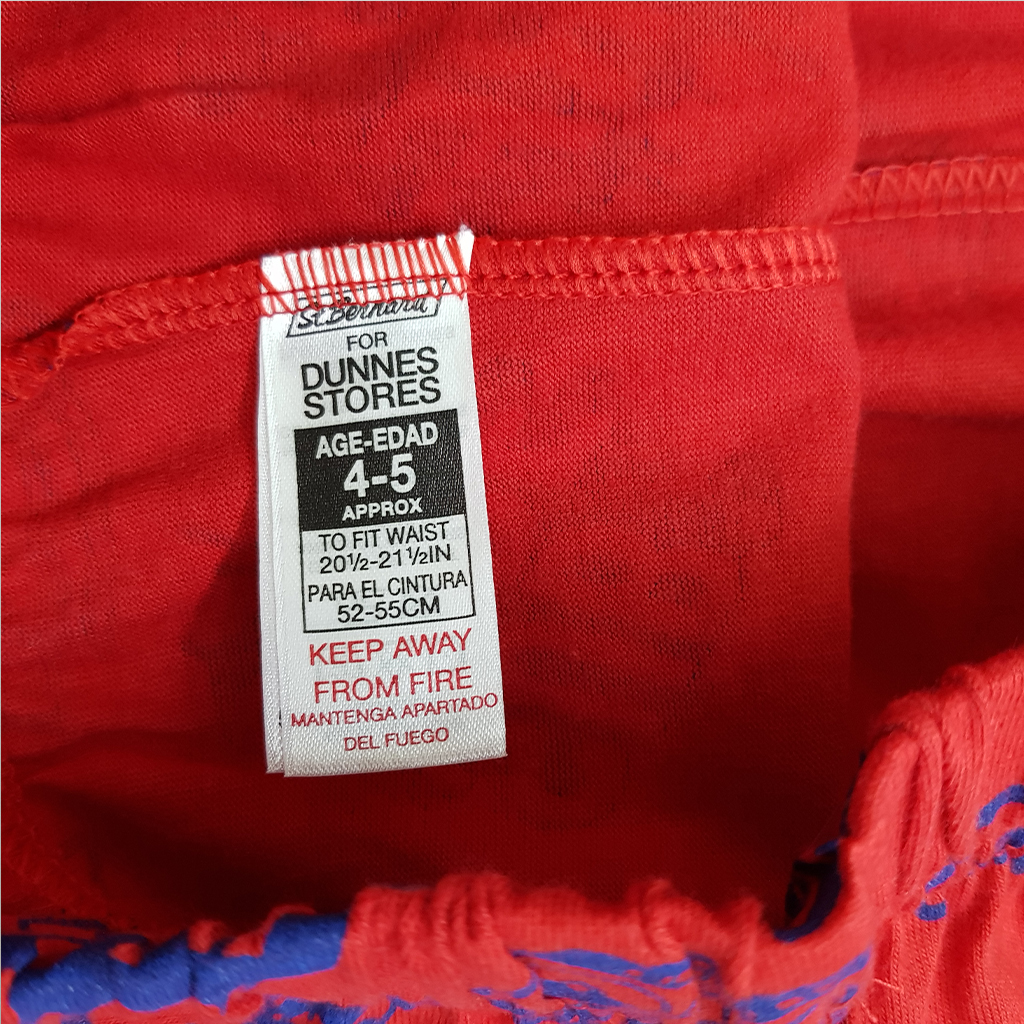 St. Bernard
FOR
DUNNES
STORES
AGE-EDAD
4-5
APPROX
TO FIT WAIST
20½-21½IN
PARA EL CINTURA
52-55CM
KEEP AWAY
FROM FIRE
MANTENGA APARTADO
DEL FUEGO